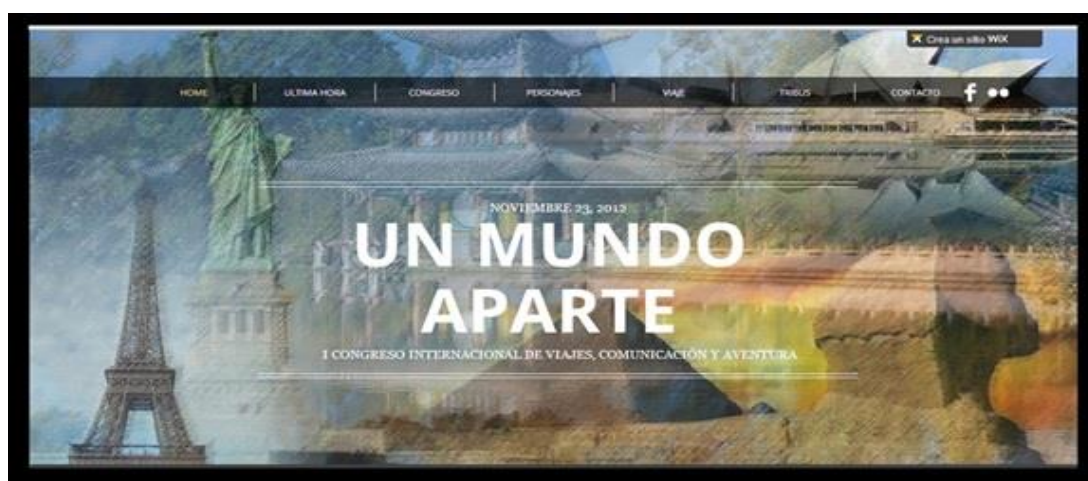 Crea un sitio WiX
HOME ULTIMA HORA CONGRESO PERSONAJES VIAJE TRIBUS CONTACTO f
NOVIEMBRE 23, 2012
UN MUNDO
APARTE
I CONGRESO INTERNACIONAL DE VIAJES, COMUNICACIÓN Y AVENTURA